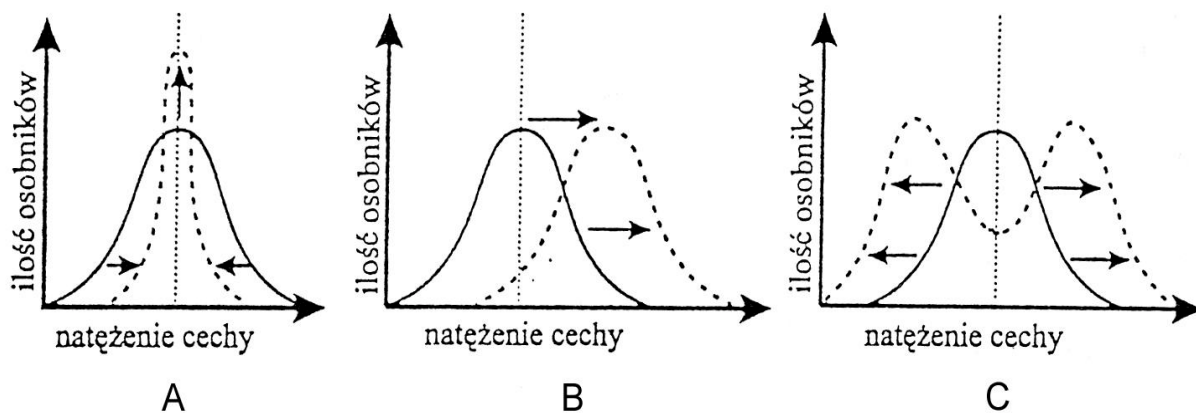 ilość osobników
natężenie cechy
A
ilość osobników
natężenie cechy
B
ilość osobników
natężenie cechy
C